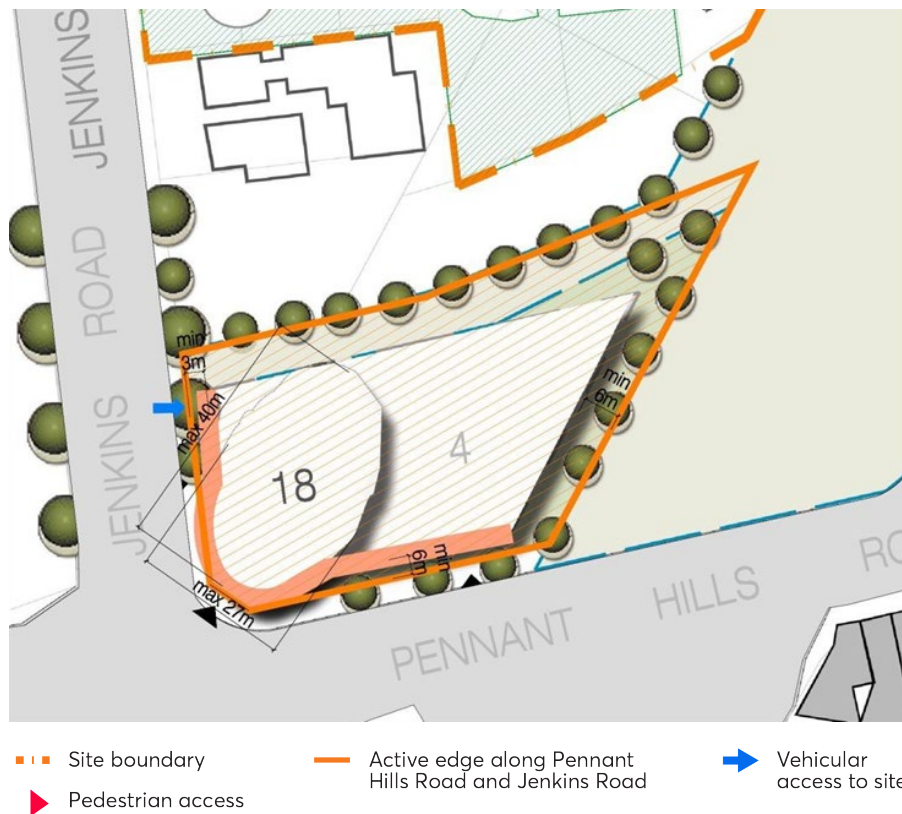 JENKINS
ROAD
JENKINS
min
3m
max 40m
18
4
min
6m
min
6m
max 27m
PENNANT
HILLS
RO
Site boundary
Pedestrian access
Active edge along Pennant
Hills Road and Jenkins Road
Vehicular
access to site